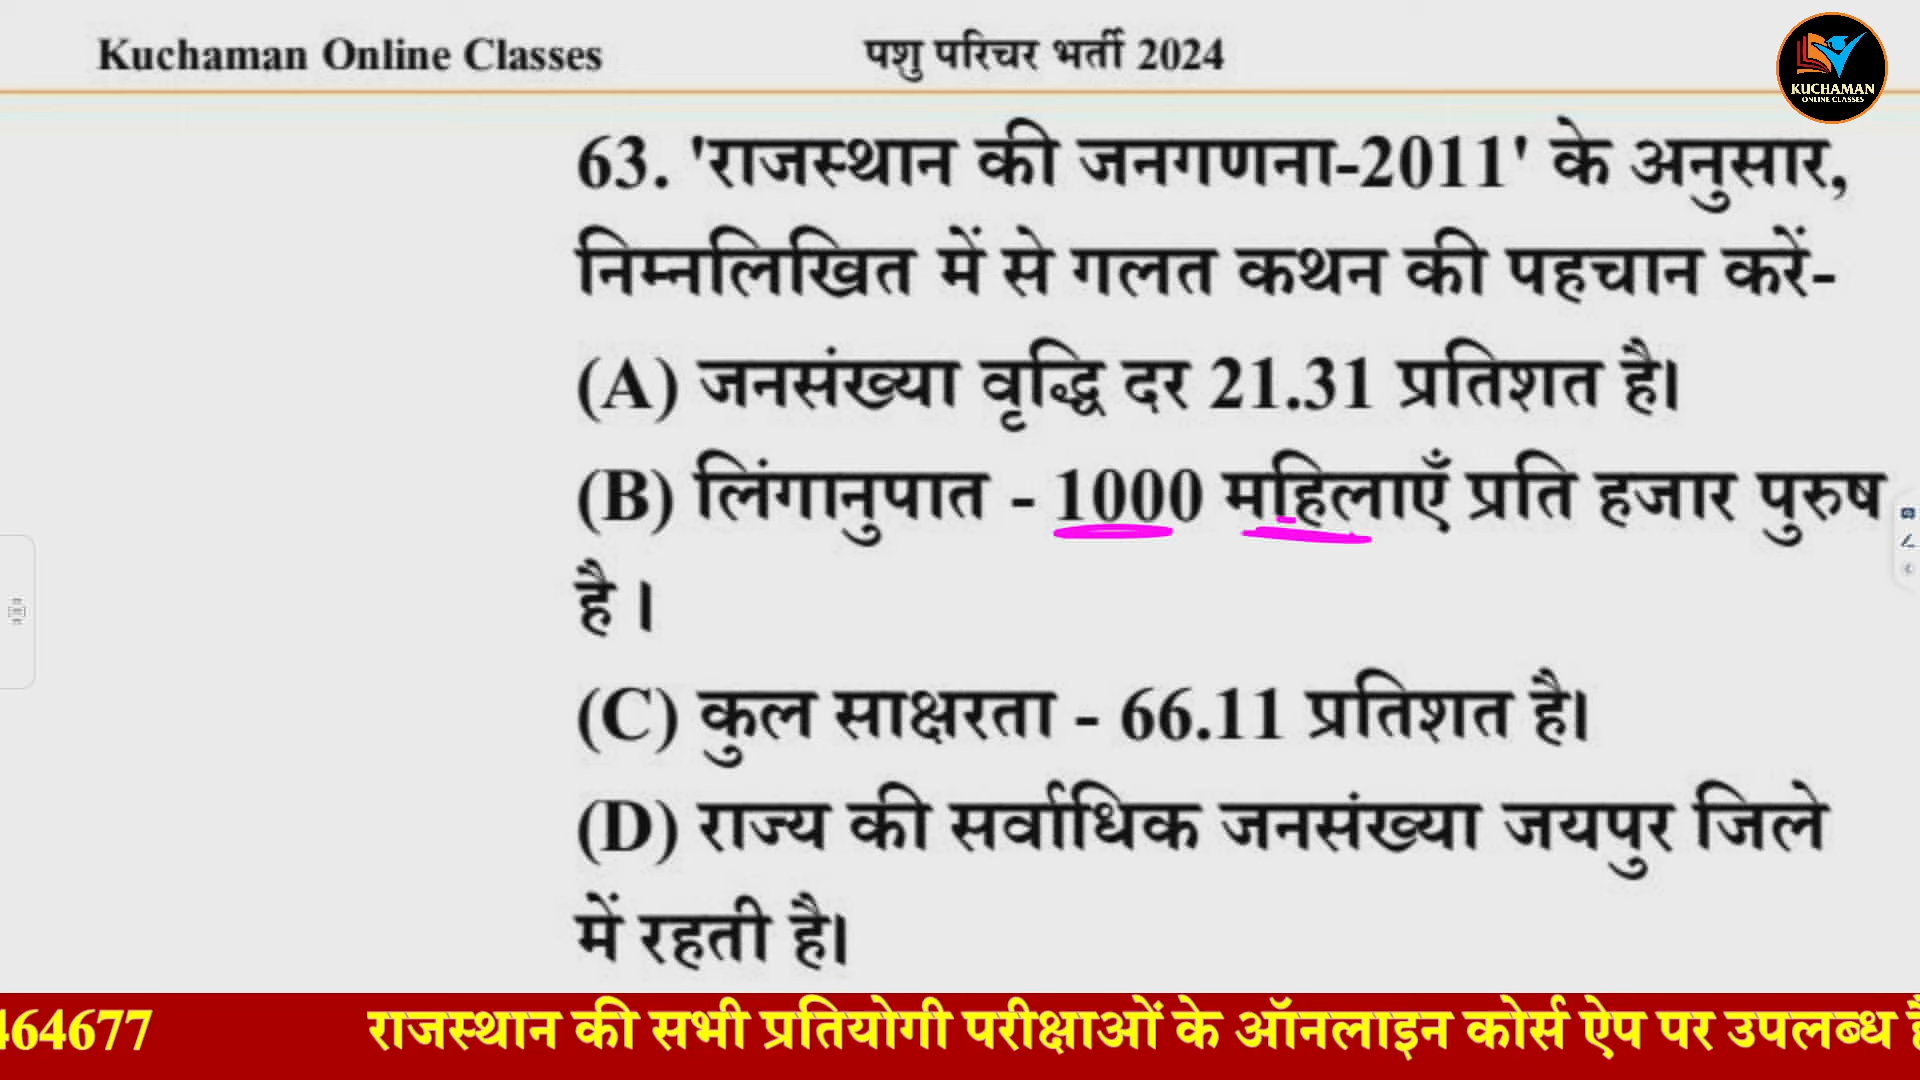 Kuchaman Online Classes
पशु परिचर भर्ती 2024
KUCHAMAN
ONLINE CLASSES
63. 'राजस्थान की जनगणना-2011' के अनुसार,
निम्नलिखित में से गलत कथन की पहचान करें-
(A) जनसंख्या वृद्धि दर 21.31 प्रतिशत है।
(B) लिंगानुपात - 1000 महिलाएँ प्रति हजार पुरुष
है ।
(C) कुल साक्षरता - 66.11 प्रतिशत है।
(D) राज्य की सर्वाधिक जनसंख्या जयपुर जिले
में रहती है।
464677 राजस्थान की सभी प्रतियोगी परीक्षाओं के ऑनलाइन कोर्स ऐप पर उपलब्ध